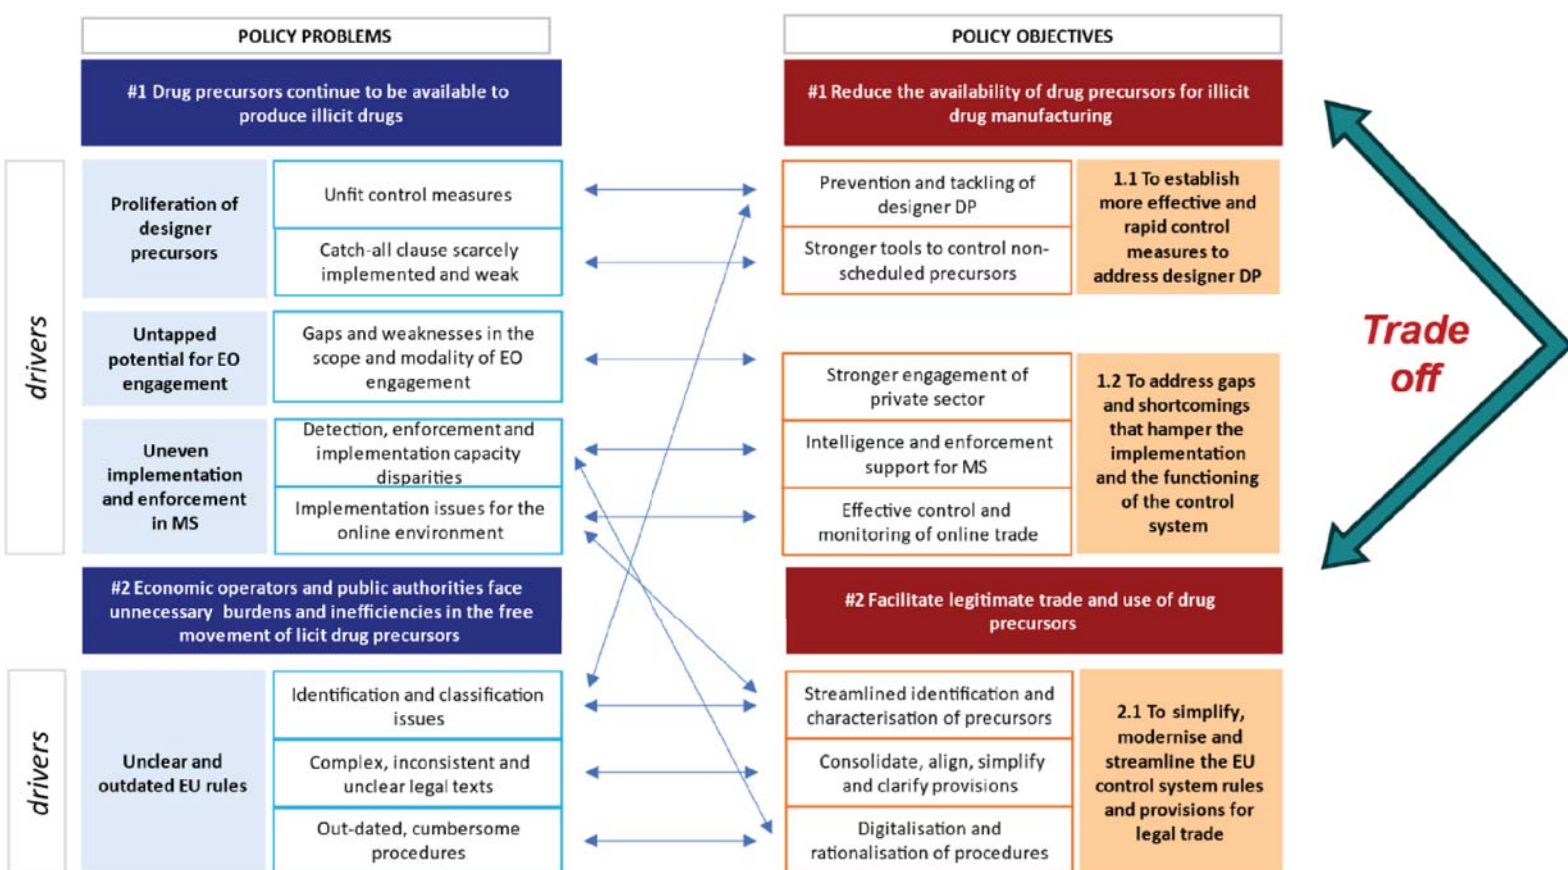 POLICY PROBLEMS
POLICY OBJECTIVES
#1 Drug precursors continue to be available to
produce illicit drugs
#1 Reduce the availability of drug precursors for illicit
drug manufacturing
drivers
Proliferation of
designer
precursors
Unfit control measures
Catch-all clause scarcely
implemented and weak
Prevention and tackling of
designer DP
Stronger tools to control non-
scheduled precursors
1.1 To establish
more effective and
rapid control
measures to
address designer DP
Untapped
potential for EO
engagement
Gaps and weaknesses in the
scope and modality of EO
engagement
Uneven
implementation
and enforcement
in MS
Detection, enforcement and
implementation capacity
disparities
Implementation issues for the
online environment
Stronger engagement of
private sector
Intelligence and enforcement
support for MS
Effective control and
monitoring of online trade
1.2 To address gaps
and shortcomings
that hamper the
implementation
and the functioning
of the control
system
Trade
off
#2 Economic operators and public authorities face
unnecessary burdens and inefficiencies in the free
movement of licit drug precursors
#2 Facilitate legitimate trade and use of drug
precursors
drivers
Unclear and
outdated EU rules
Identification and classification
issues
Complex, inconsistent and
unclear legal texts
Out-dated, cumbersome
procedures
Streamlined identification and
characterisation of precursors
Consolidate, align, simplify
and clarify provisions
Digitalisation and
rationalisation of procedures
2.1 To simplify,
modernise and
streamline the EU
control system rules
and provisions for
legal trade